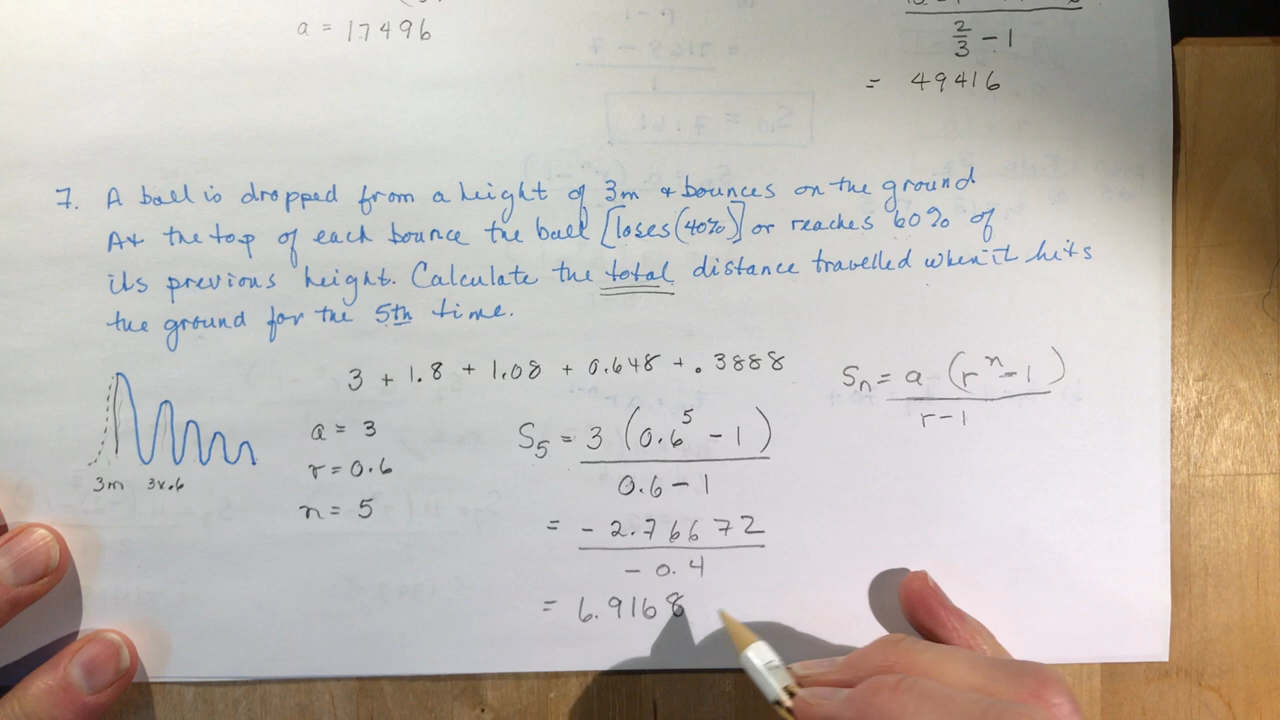 a = 17496
2/3 - 1
= 49416
7. A ball is dropped from a height of 3m & bounces on the ground
At the top of each bounce the ball [loses (40%)] or reaches 60% of
its previous height. Calculate the total distance travelled when it hits
the ground for the 5th time.
3 + 1.8 + 1.08 + 0.648 + .3888
Sn = a (r^n - 1)
r - 1
a = 3
r = 0.6
n = 5
3m 3x.6
S5 = 3 (0.6^5 - 1)
0.6 - 1
= - 2.76672
- 0.4
= 6.9168